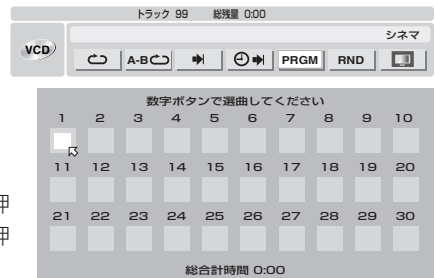 トラック 99 総残量 0:00
シネマ
VCD
A-B PRGM RND
数字ボタンで選曲してください
1 2 3 4 5 6 7 8 9 10
11 12 13 14 15 16 17 18 19 20
押
21 22 23 24 25 26 27 28 29 30
押
総合計時間 0:00